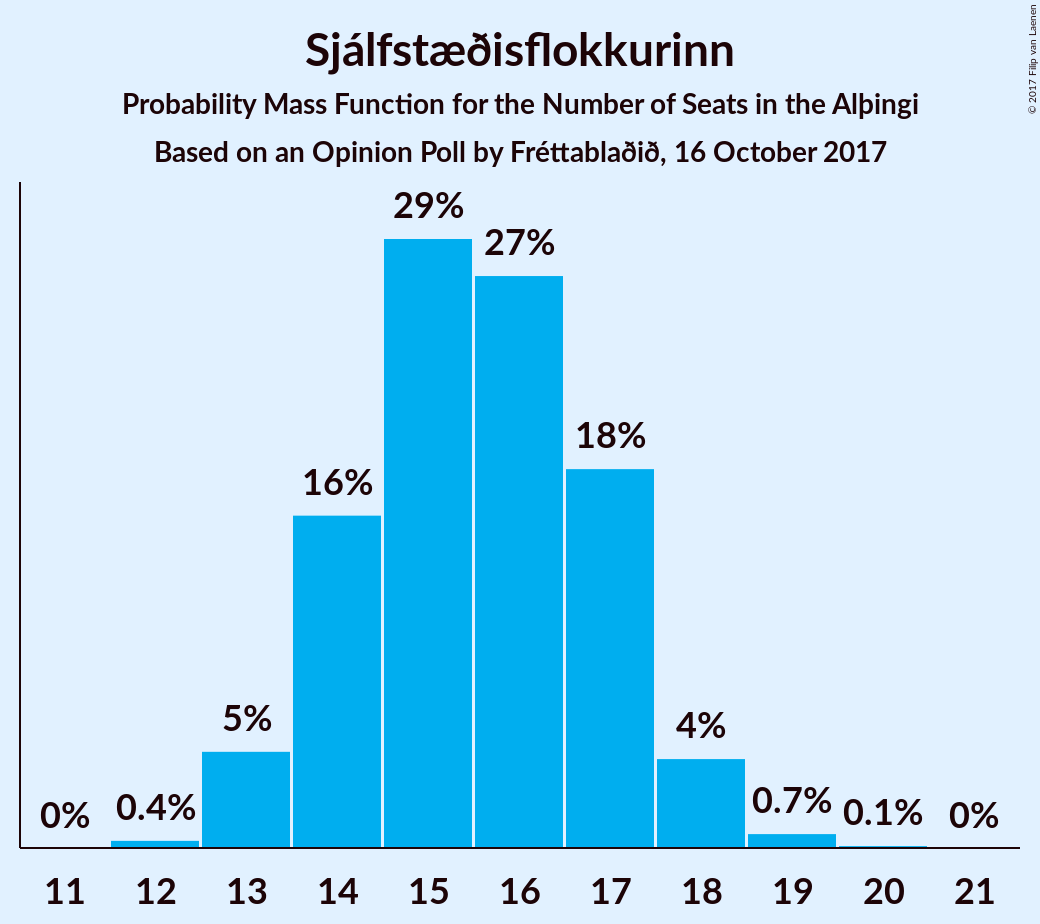 Sjálfstæðisflokkurinn
Probability Mass Function for the Number of Seats in the Alþingi
Based on an Opinion Poll by Fréttablaðið, 16 October 2017
© 2017 Filip van Laenen
0% 0.4% 5% 16% 29% 27% 18% 4% 0.7% 0.1% 0%
11 12 13 14 15 16 17 18 19 20 21